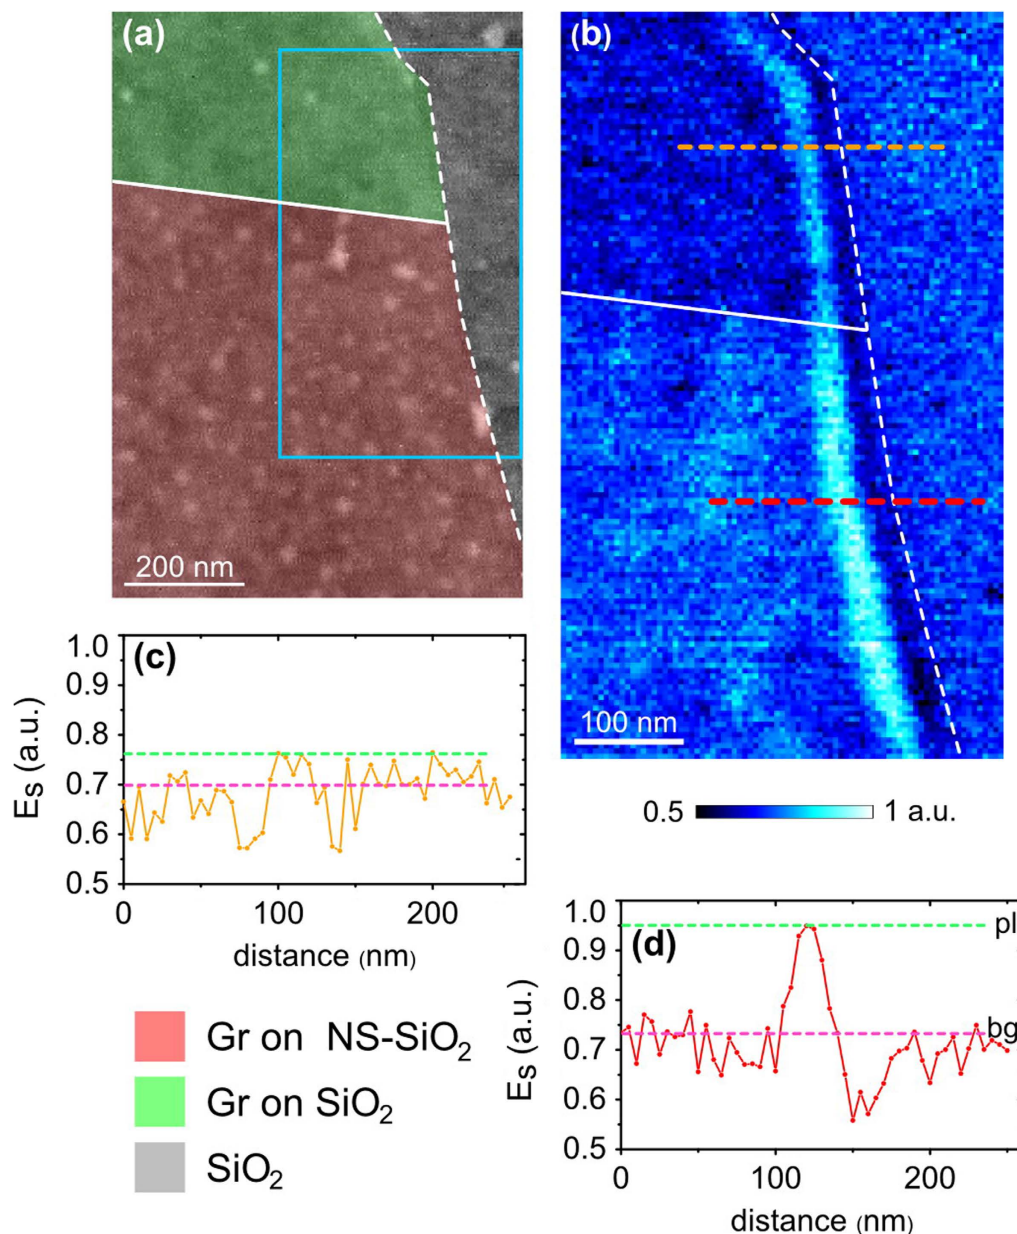 (a)
200 nm
(b)
100 nm
0.5
1 a.u.
(c)
1.0
0.9
0.8
0.7
0.6
0.5
E_S (a.u.)
0
100
200
distance (nm)
(d)
1.0
0.9
0.8
0.7
0.6
0.5
E_S (a.u.)
pl
bg
0
100
200
distance (nm)
Gr on NS-SiO₂
Gr on SiO₂
SiO₂